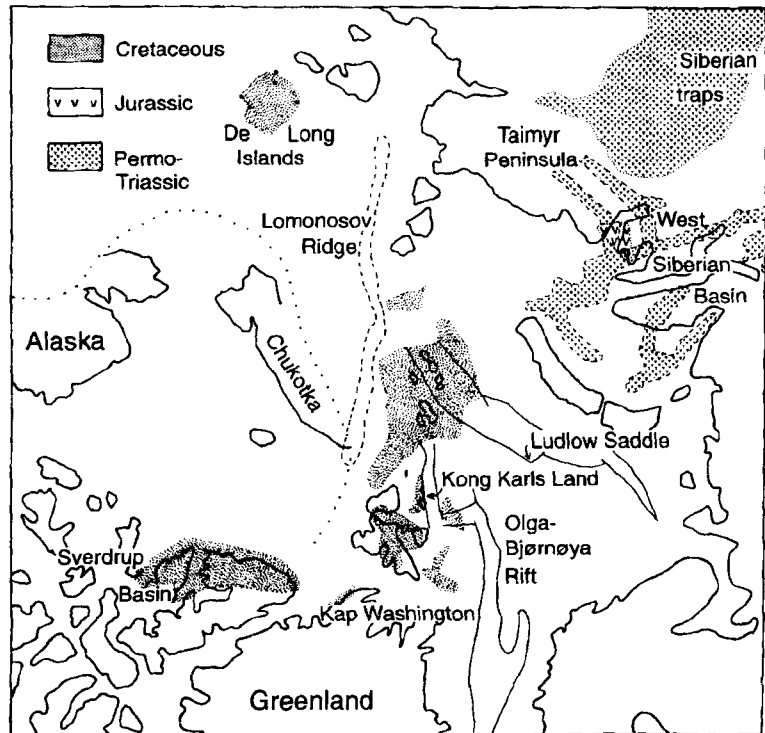 Cretaceous
Jurassic
Permo-
Triassic
De Long
Islands
Siberian
traps
Taimyr
Peninsula
Lomonosov
Ridge
West
Siberian
Basin
Alaska
Chukotka
Ludlow Saddle
Kong Karls Land
Olga-
Bjørnøya
Rift
Sverdrup
Basin
Kap Washington
Greenland